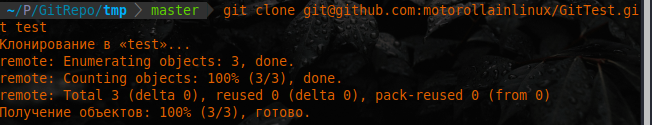 ~/P/GitRepo/tmp master git clone git@github.com:motorollainlinux/GitTest.gi
t test
Клонирование в «test»...
remote: Enumerating objects: 3, done.
remote: Counting objects: 100% (3/3), done.
remote: Total 3 (delta 0), reused 0 (delta 0), pack-reused 0 (from 0)
Получение объектов: 100% (3/3), готово.